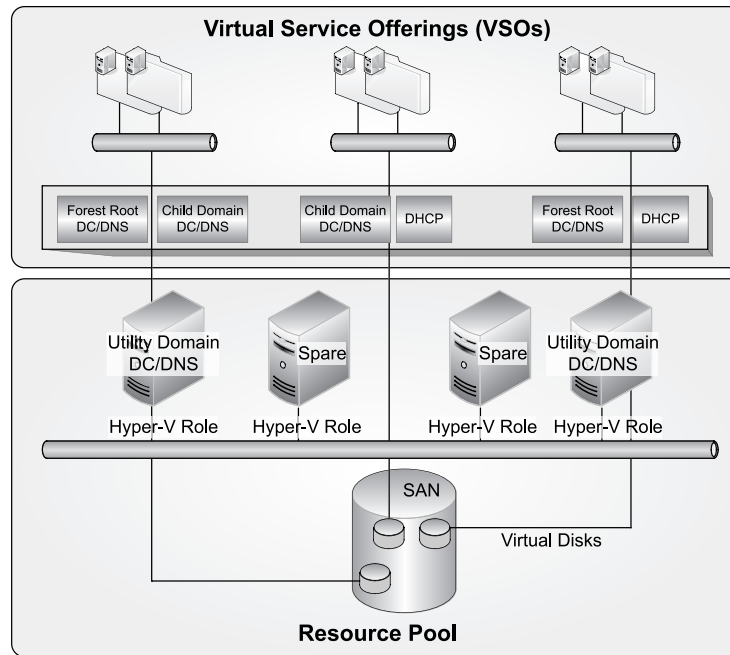 Virtual Service Offerings (VSOs)
Forest Root
DC/DNS
Child Domain
DC/DNS
Child Domain
DC/DNS
DHCP
Forest Root
DC/DNS
DHCP
Utility Domain
DC/DNS
Spare
Spare
Utility Domain
DC/DNS
Hyper-V Role
Hyper-V Role
Hyper-V Role
Hyper-V Role
SAN
Virtual Disks
Resource Pool